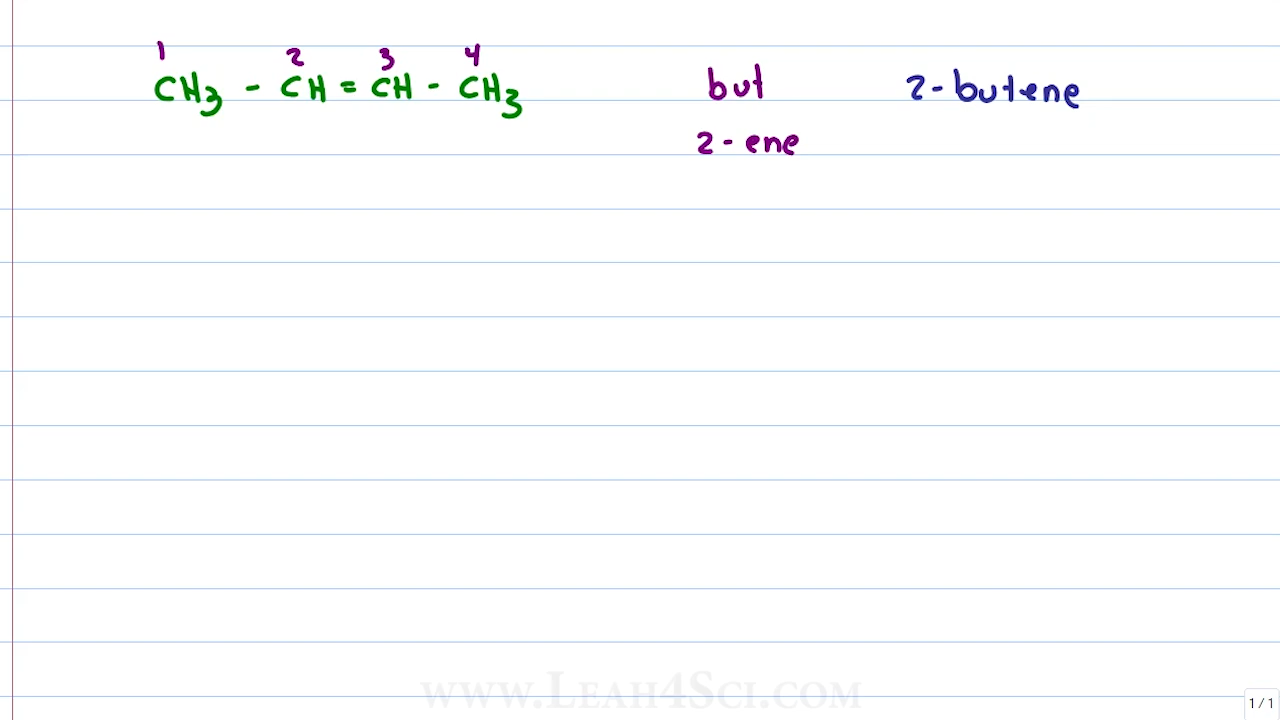 1 2 3 4
CH3 - CH = CH - CH3 but 2-butene
2-ene
www.Leah4Sci.com
1/1